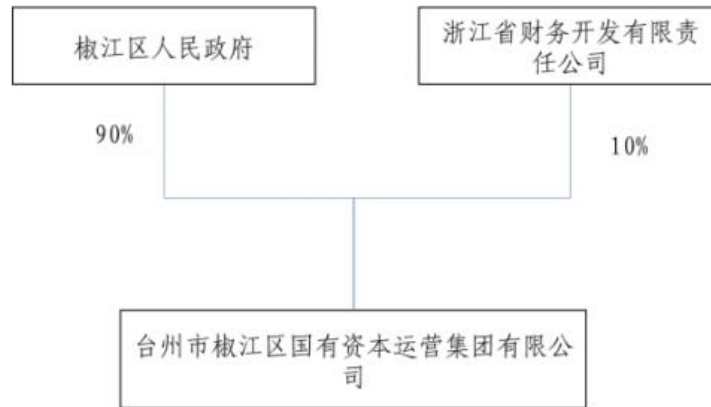 椒江区人民政府
浙江省财务开发有限责
任公司
90%
10%
台州市椒江区国有资本运营集团有限公
司